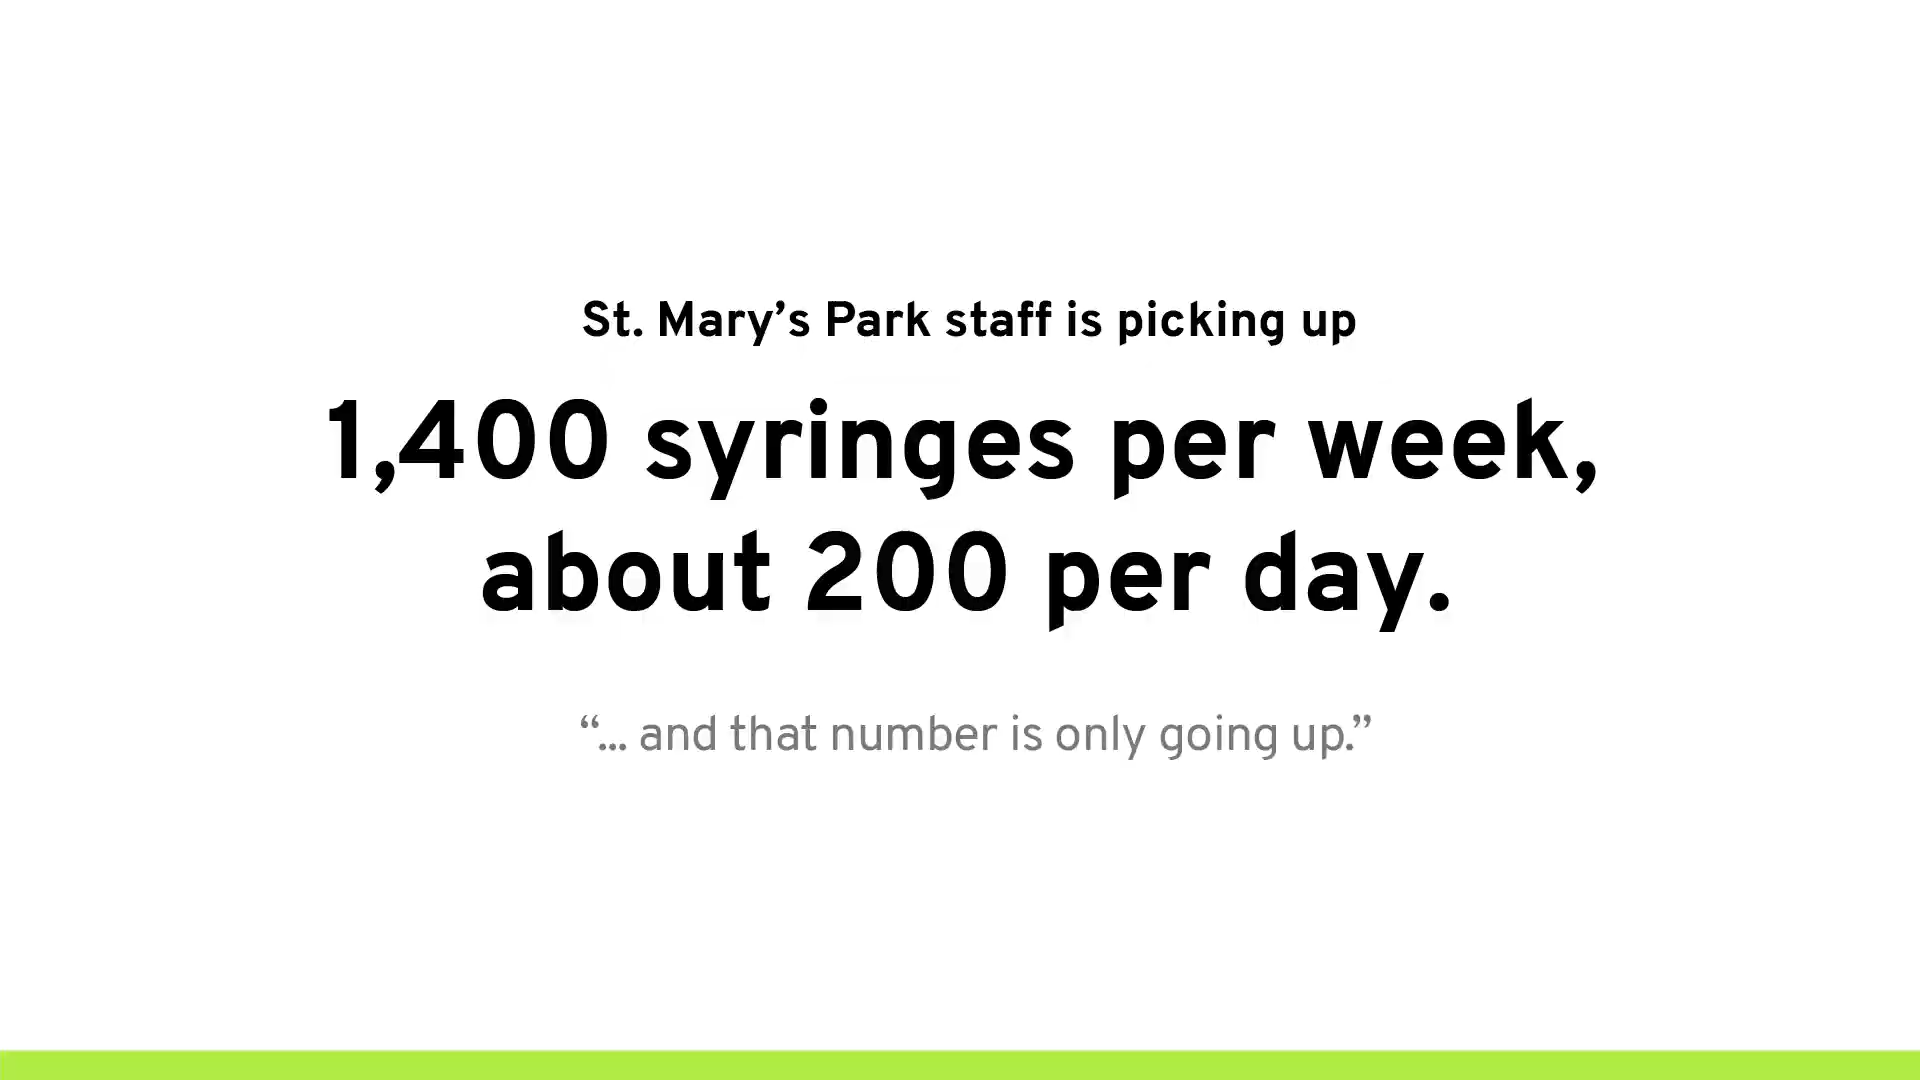 St. Mary’s Park staff is picking up
1,400 syringes per week,
about 200 per day.
“... and that number is only going up.”